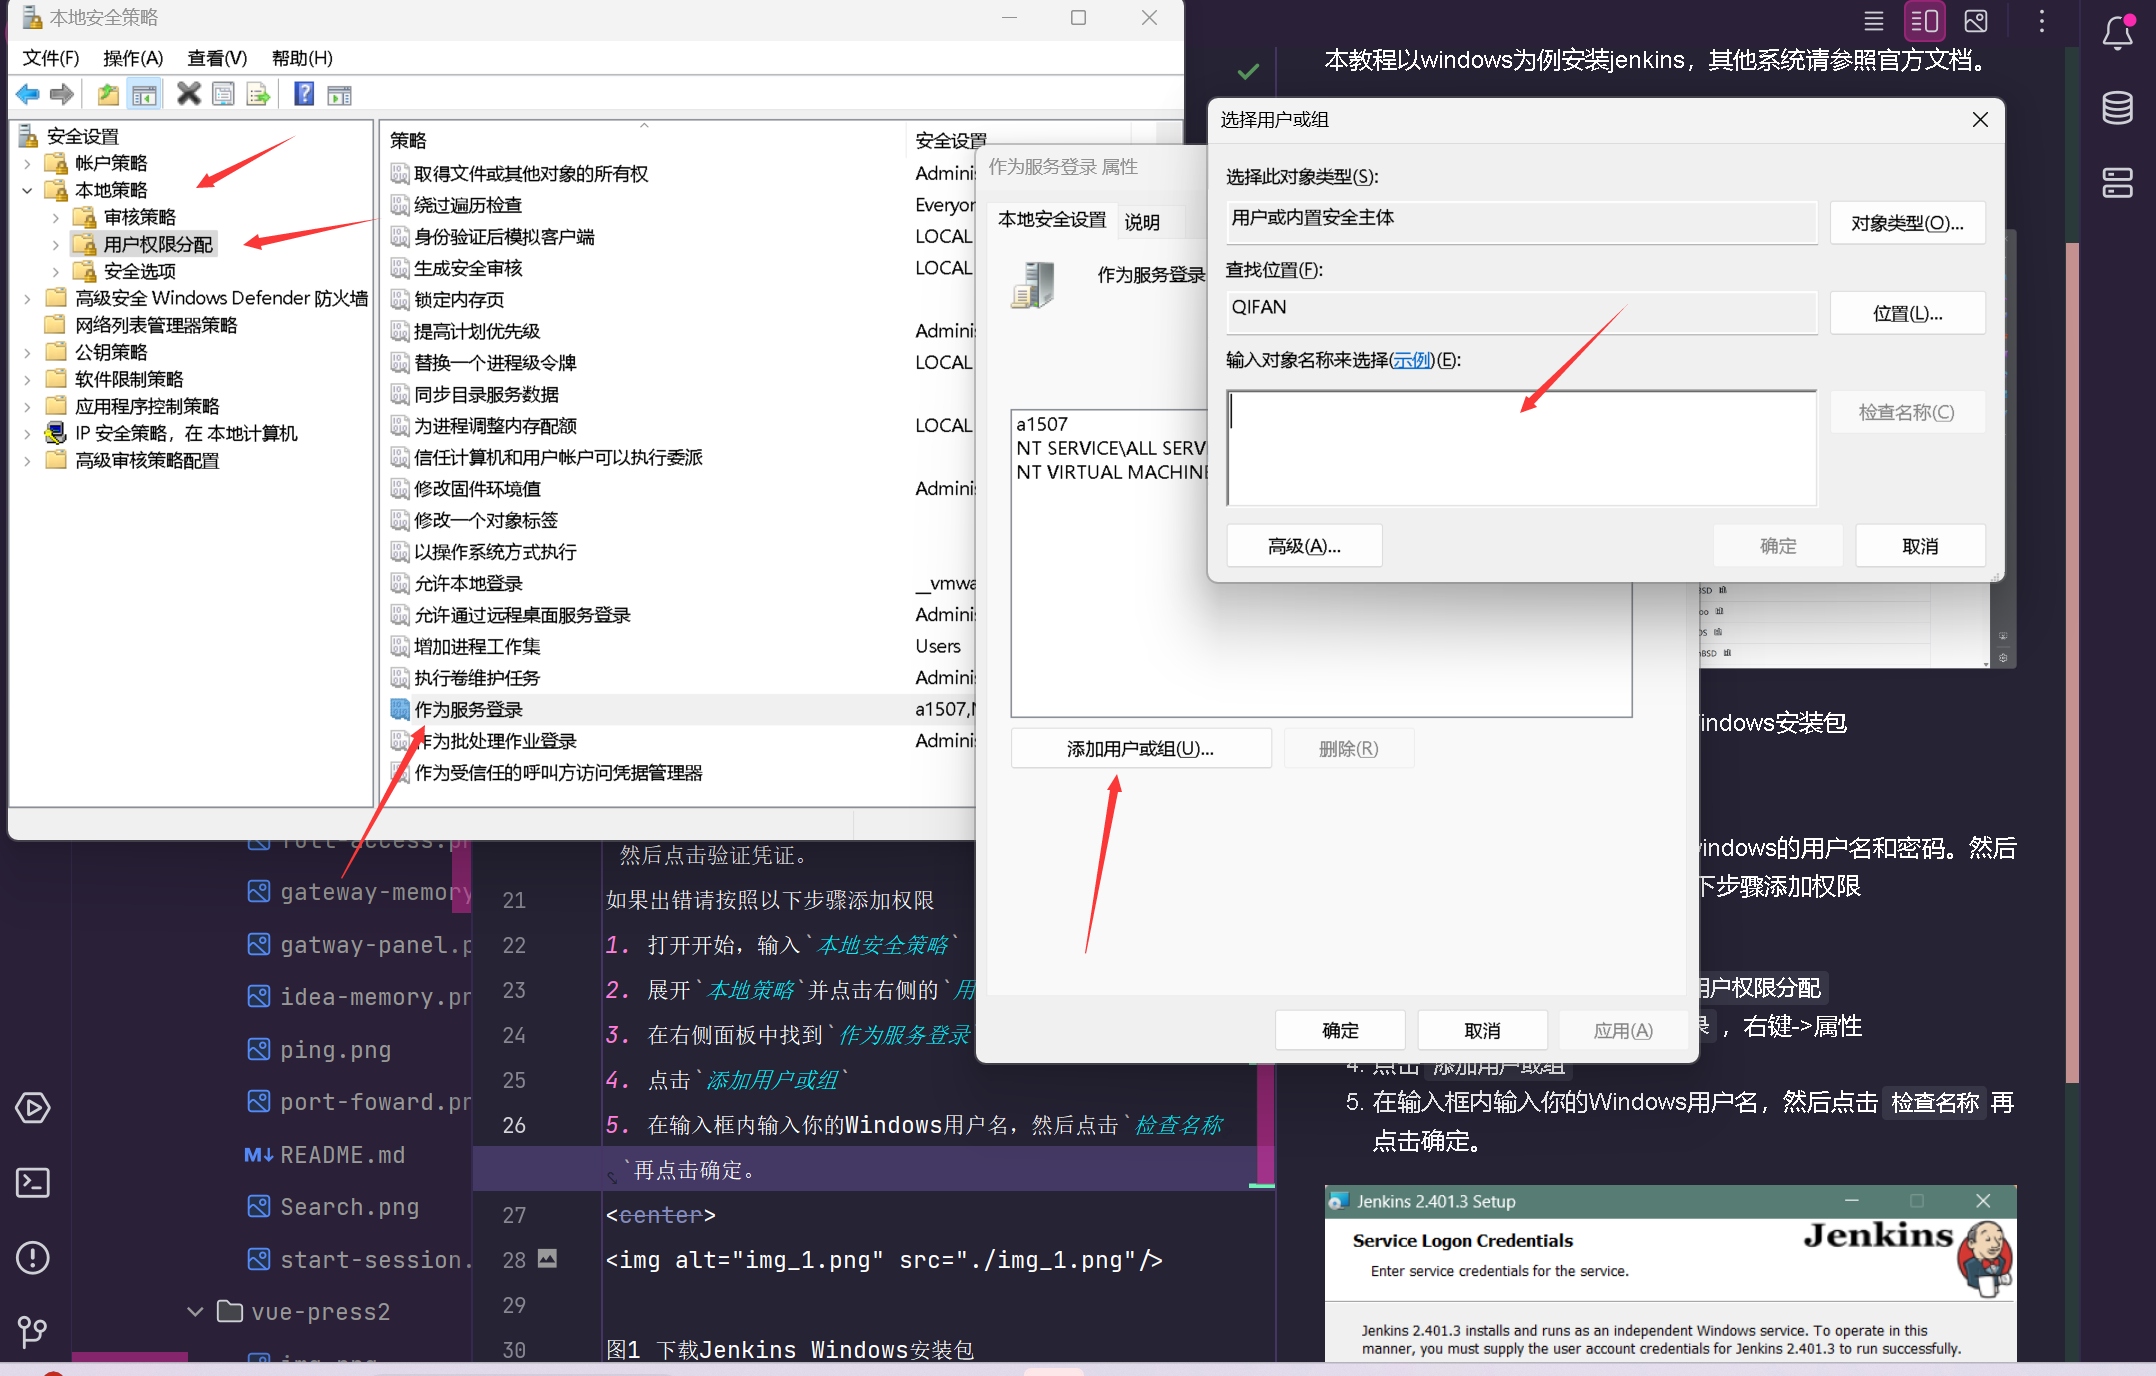 本地安全策略
文件(F) 操作(A) 查看(V) 帮助(H)
安全设置
帐户策略
本地策略
审核策略
用户权限分配
安全选项
高级安全 Windows Defender 防火墙
网络列表管理器策略
公钥策略
软件限制策略
应用程序控制策略
IP 安全策略，在 本地计算机
高级审核策略配置
策略 安全设置
取得文件或其他对象的所有权 Adminis
绕过遍历检查 Everyon
身份验证后模拟客户端 LOCAL
生成安全审核 LOCAL
锁定内存页
提高计划优先级 Adminis
替换一个进程级令牌 LOCAL
同步目录服务数据
为进程调整内存配额 LOCAL
信任计算机和用户帐户可以执行委派
修改固件环境值 Adminis
修改一个对象标签
以操作系统方式执行
允许本地登录 __vmwa
允许通过远程桌面服务登录 Adminis
增加进程工作集 Users
执行卷维护任务 Adminis
作为服务登录 a1507,N
作为批处理作业登录 Adminis
作为受信任的呼叫方访问凭据管理器
作为服务登录 属性
本地安全设置 说明
作为服务登录
a1507
NT SERVICE\ALL SERV
NT VIRTUAL MACHINE
添加用户或组(U)... 删除(R)
确定 取消 应用(A)
选择用户或组
选择此对象类型(S):
用户或内置安全主体 对象类型(O)...
查找位置(F):
QIFAN 位置(L)...
输入对象名称来选择(示例)(E):
检查名称(C)
高级(A)... 确定 取消
gateway-memory
gatway-panel.p
idea-memory.pn
ping.png
port-foward.pn
README.md
Search.png
start-session.
vue-press2
然后点击验证凭证。
21 如果出错请按照以下步骤添加权限
22 1. 打开开始，输入`本地安全策略`
23 2. 展开`本地策略`并点击右侧的`用
24 3. 在右侧面板中找到`作为服务登录
25 4. 点击`添加用户或组`
26 5. 在输入框内输入你的Windows用户名，然后点击`检查名称
`再点击确定。
27 <center>
28 <img alt="img_1.png" src="./img_1.png"/>
29
30 图1 下载Jenkins Windows安装包
本教程以windows为例安装jenkins，其他系统请参照官方文档。
indows安装包
windows的用户名和密码。然后
下步骤添加权限
用户权限分配
录 ，右键->属性
4. 点击 添加用户或组
5. 在输入框内输入你的Windows用户名，然后点击 检查名称 再
点击确定。
Jenkins 2.401.3 Setup
Service Logon Credentials
Enter service credentials for the service.
Jenkins
Jenkins 2.401.3 installs and runs as an independent Windows service. To operate in this
manner, you must supply the user account credentials for Jenkins 2.401.3 to run successfully.